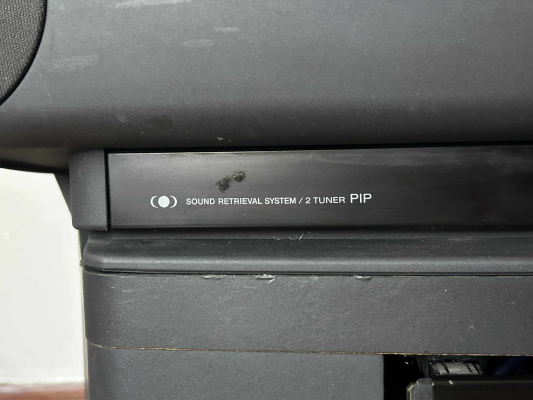 SOUND RETRIEVAL SYSTEM / 2 TUNER PIP